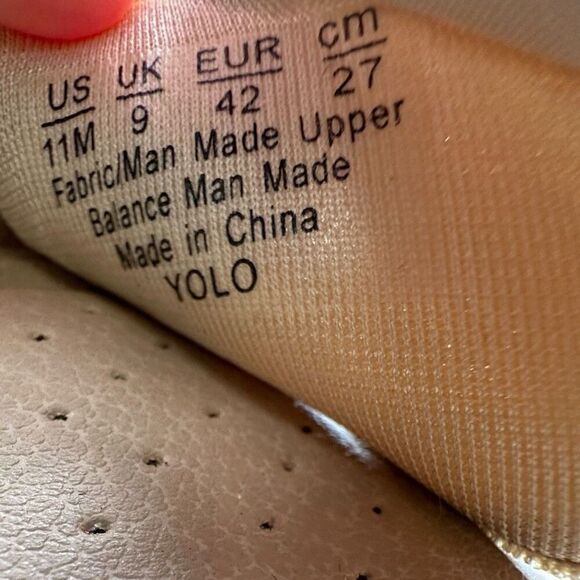 US UK EUR cm
11M 9 42 27
Fabric/Man Made Upper
Balance Man Made
Made in China
YOLO